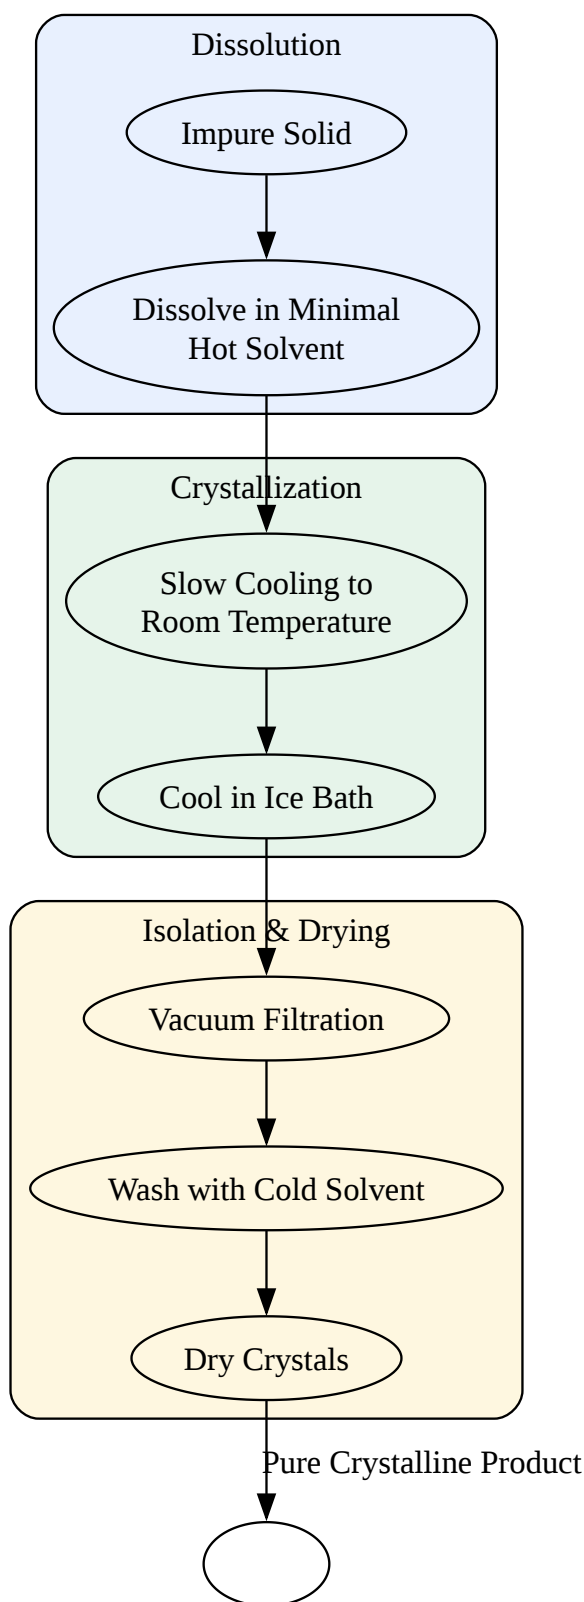 Dissolution
Impure Solid
Dissolve in Minimal
Hot Solvent
Crystallization
Slow Cooling to
Room Temperature
Cool in Ice Bath
Isolation & Drying
Vacuum Filtration
Wash with Cold Solvent
Dry Crystals
Pure Crystalline Product